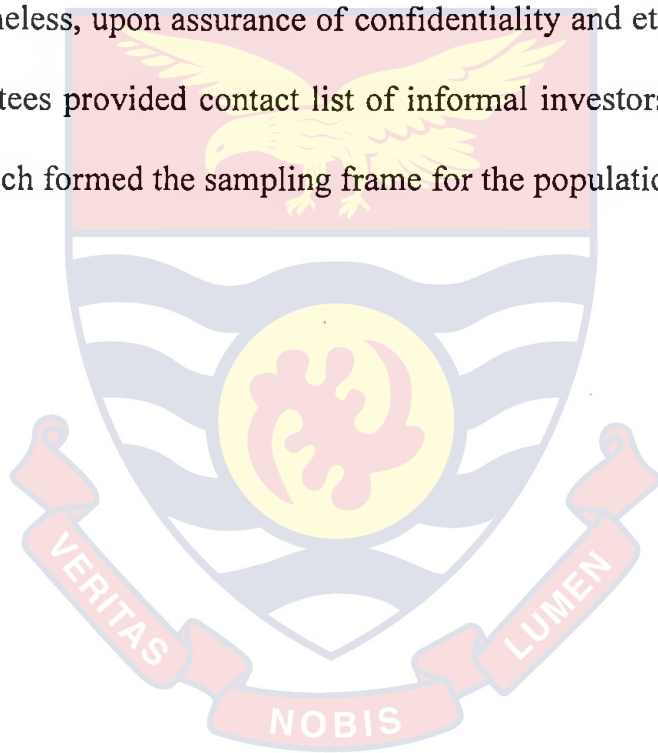 neless, upon assurance of confidentiality and et
tees provided contact list of informal investors
ch formed the sampling frame for the populatio
VERITAS
NOBIS
LUMEN